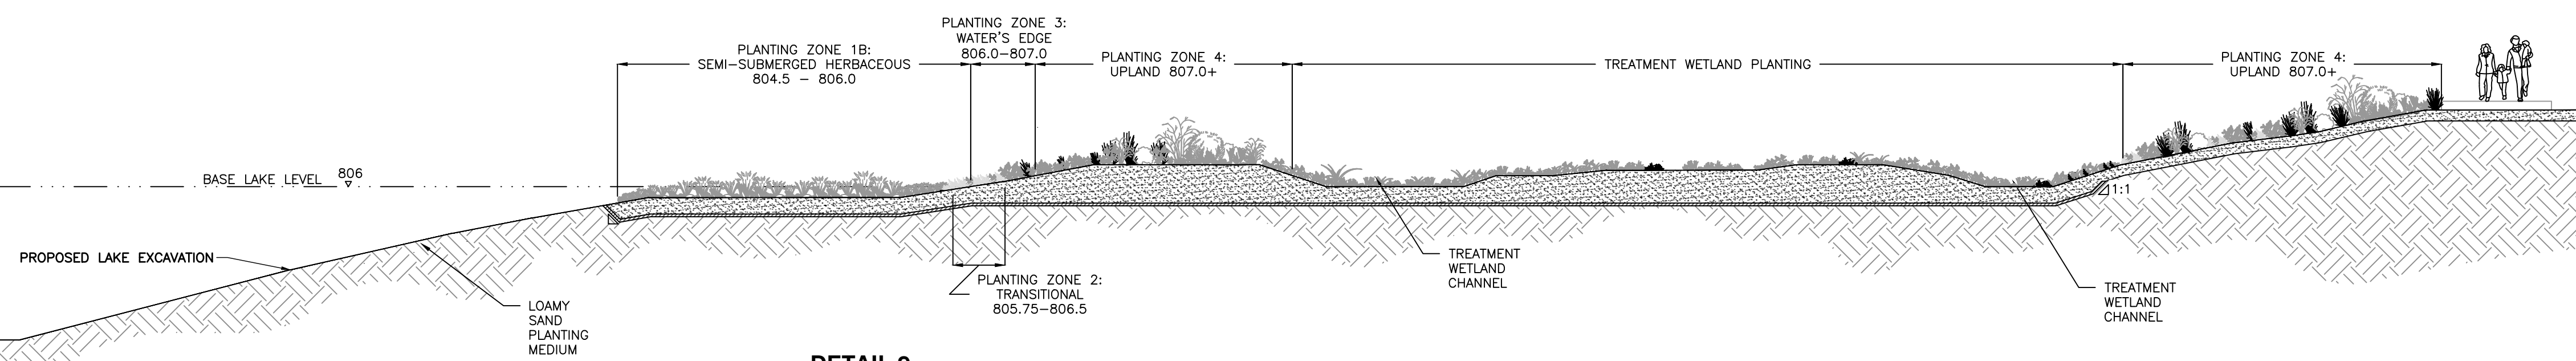 PLANTING ZONE 3:
WATER'S EDGE
806.0–807.0
PLANTING ZONE 1B:
SEMI–SUBMERGED HERBACEOUS
804.5 – 806.0
PLANTING ZONE 4:
UPLAND 807.0+
TREATMENT WETLAND PLANTING
PLANTING ZONE 4:
UPLAND 807.0+
BASE LAKE LEVEL 806
1:1
PROPOSED LAKE EXCAVATION
LOAMY
SAND
PLANTING
MEDIUM
PLANTING ZONE 2:
TRANSITIONAL
805.75–806.5
TREATMENT
WETLAND
CHANNEL
TREATMENT
WETLAND
CHANNEL